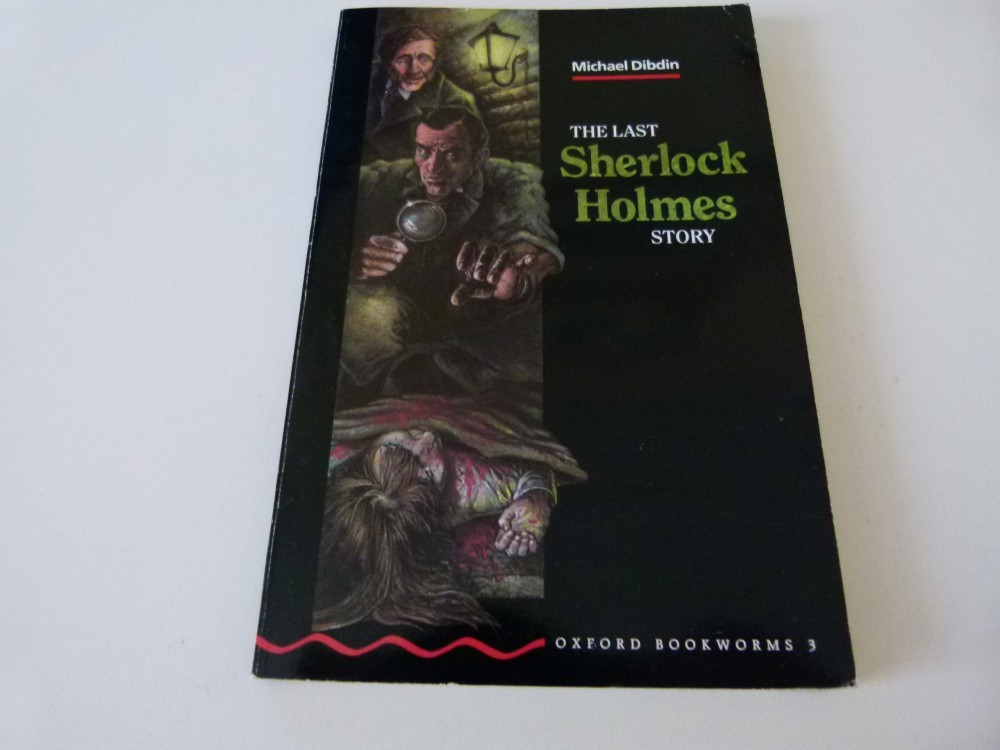 Michael Dibdin
THE LAST
Sherlock
Holmes
STORY
OXFORD BOOKWORMS 3